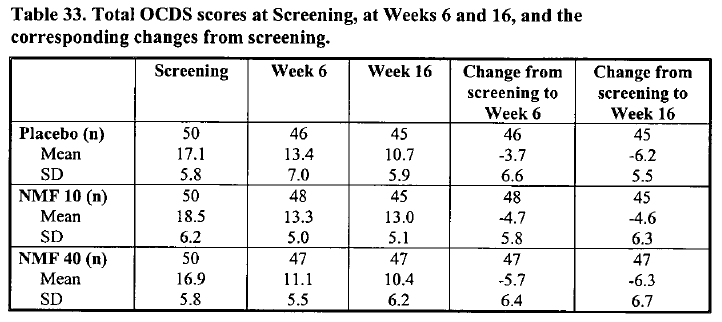 Table 33. Total OCDS scores at Screening, at Weeks 6 and 16, and the
corresponding changes from screening.
Screening Week 6 Week 16 Change from screening to Week 6 Change from screening to Week 16
Placebo (n) 50 46 45 46 45
Mean 17.1 13.4 10.7 -3.7 -6.2
SD 5.8 7.0 5.9 6.6 5.5
NMF 10 (n) 50 48 45 48 45
Mean 18.5 13.3 13.0 -4.7 -4.6
SD 6.2 5.0 5.1 5.8 6.3
NMF 40 (n) 50 47 47 47 47
Mean 16.9 11.1 10.4 -5.7 -6.3
SD 5.8 5.5 6.2 6.4 6.7